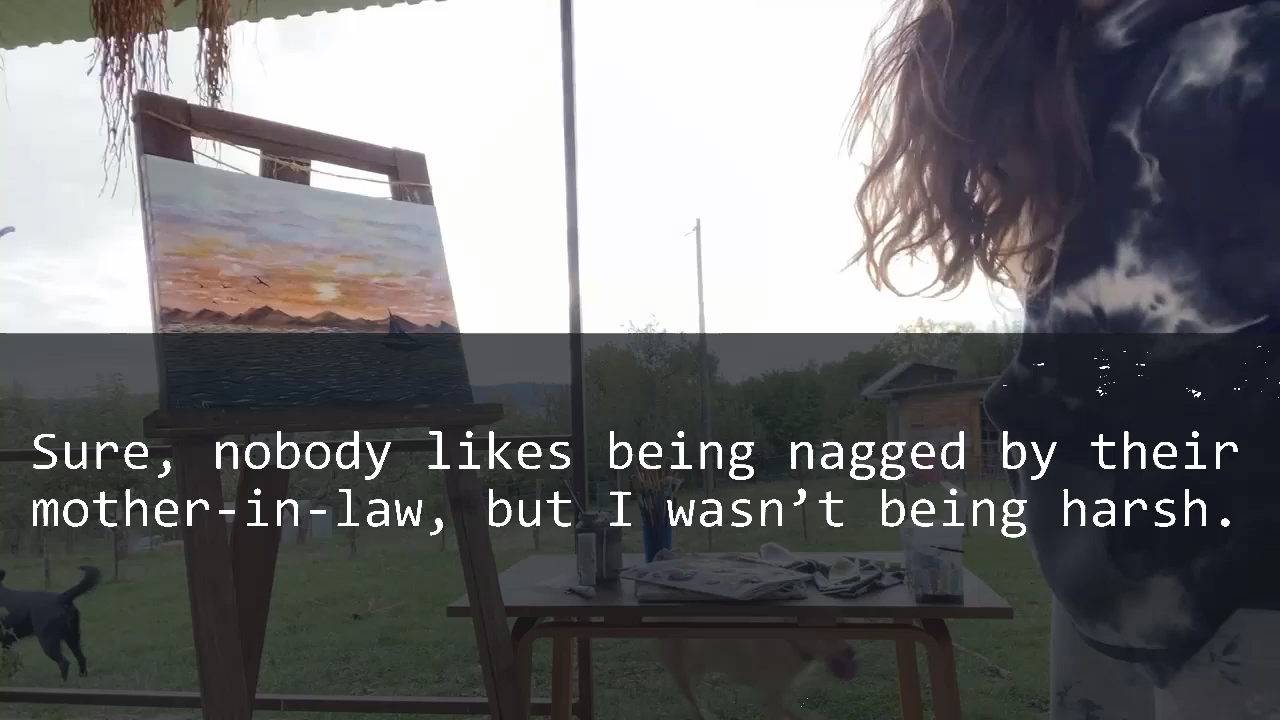 Sure, nobody likes being nagged by their
mother-in-law, but I wasn’t being harsh.